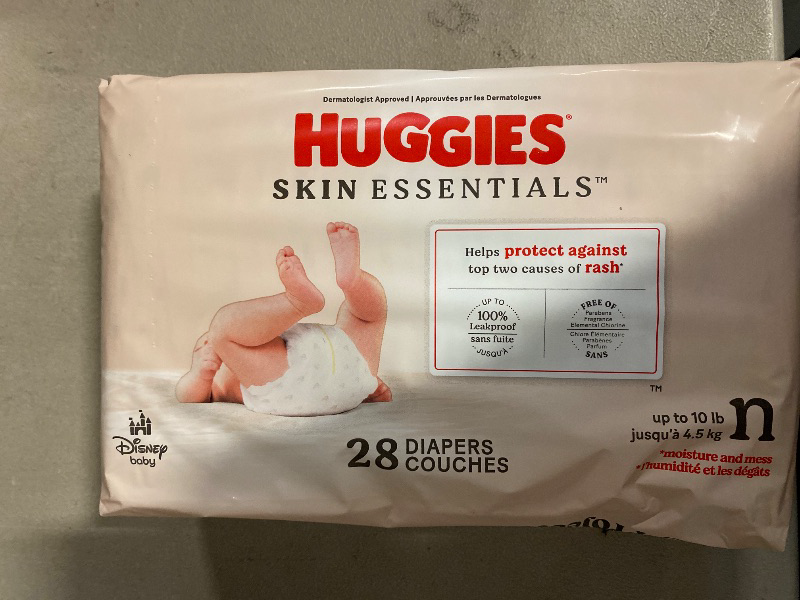 Dermatologist Approved | Approuvées par les Dermatologues
HUGGIES®
SKIN ESSENTIALS™
Helps protect against
top two causes of rash*
UP TO
100%
Leakproof
sans fuite
JUSQU'À
FREE OF
Parabens
Fragrance
Elemental Chlorine
Chlore Élémentaire
Parabènes
Parfum
SANS
TM
n
up to 10 lb
jusqu'à 4.5 kg
*moisture and mess
*l'humidité et les dégâts
28 DIAPERS
COUCHES
Disney
baby